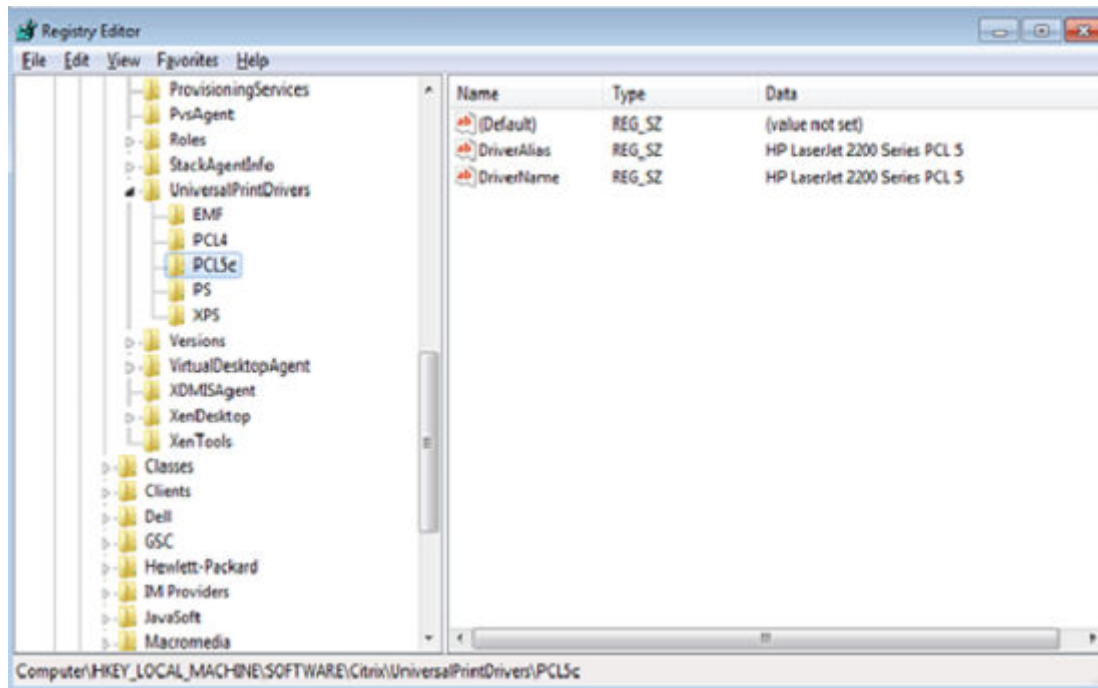 Registry Editor
File Edit View Favorites Help
ProvisioningServices
PvsAgent
Roles
StackAgentInfo
UniversalPrintDrivers
EMF
PCL4
PCL5c
PS
XPS
Versions
VirtualDesktopAgent
XDMISAgent
XenDesktop
XenTools
Classes
Clients
Dell
GSC
Hewlett-Packard
IM Providers
JavaSoft
Macromedia
Name Type Data
ab (Default) REG_SZ (value not set)
ab DriverAlias REG_SZ HP LaserJet 2200 Series PCL 5
ab DriverName REG_SZ HP LaserJet 2200 Series PCL 5
Computer\HKEY_LOCAL_MACHINE\SOFTWARE\Citrix\UniversalPrintDrivers\PCL5c